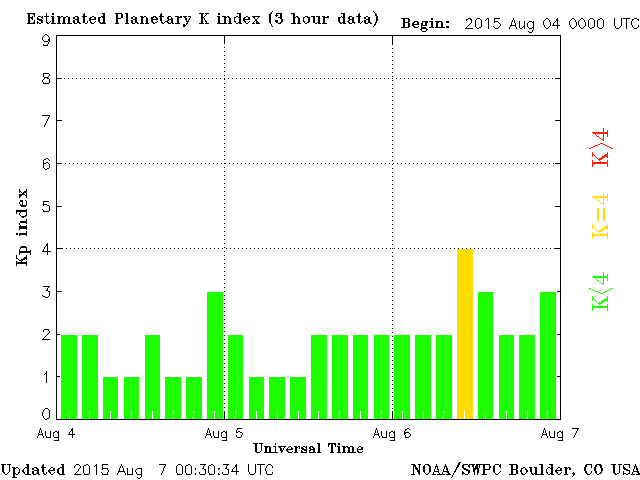 Estimated Planetary K index (3 hour data)
Begin: 2015 Aug 04 0000 UTC
9
8
7
6
5
4
3
2
1
0
Kp index
K>4
K=4
K<4
Aug 4 Aug 5 Aug 6 Aug 7
Universal Time
Updated 2015 Aug 7 00:30:34 UTC
NOAA/SWPC Boulder, CO USA